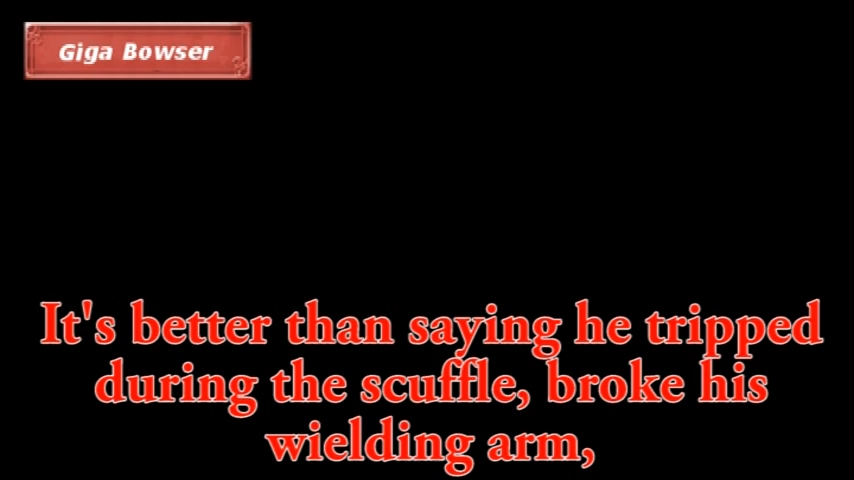 Giga Bowser
It's better than saying he tripped
during the scuffle, broke his
wielding arm,